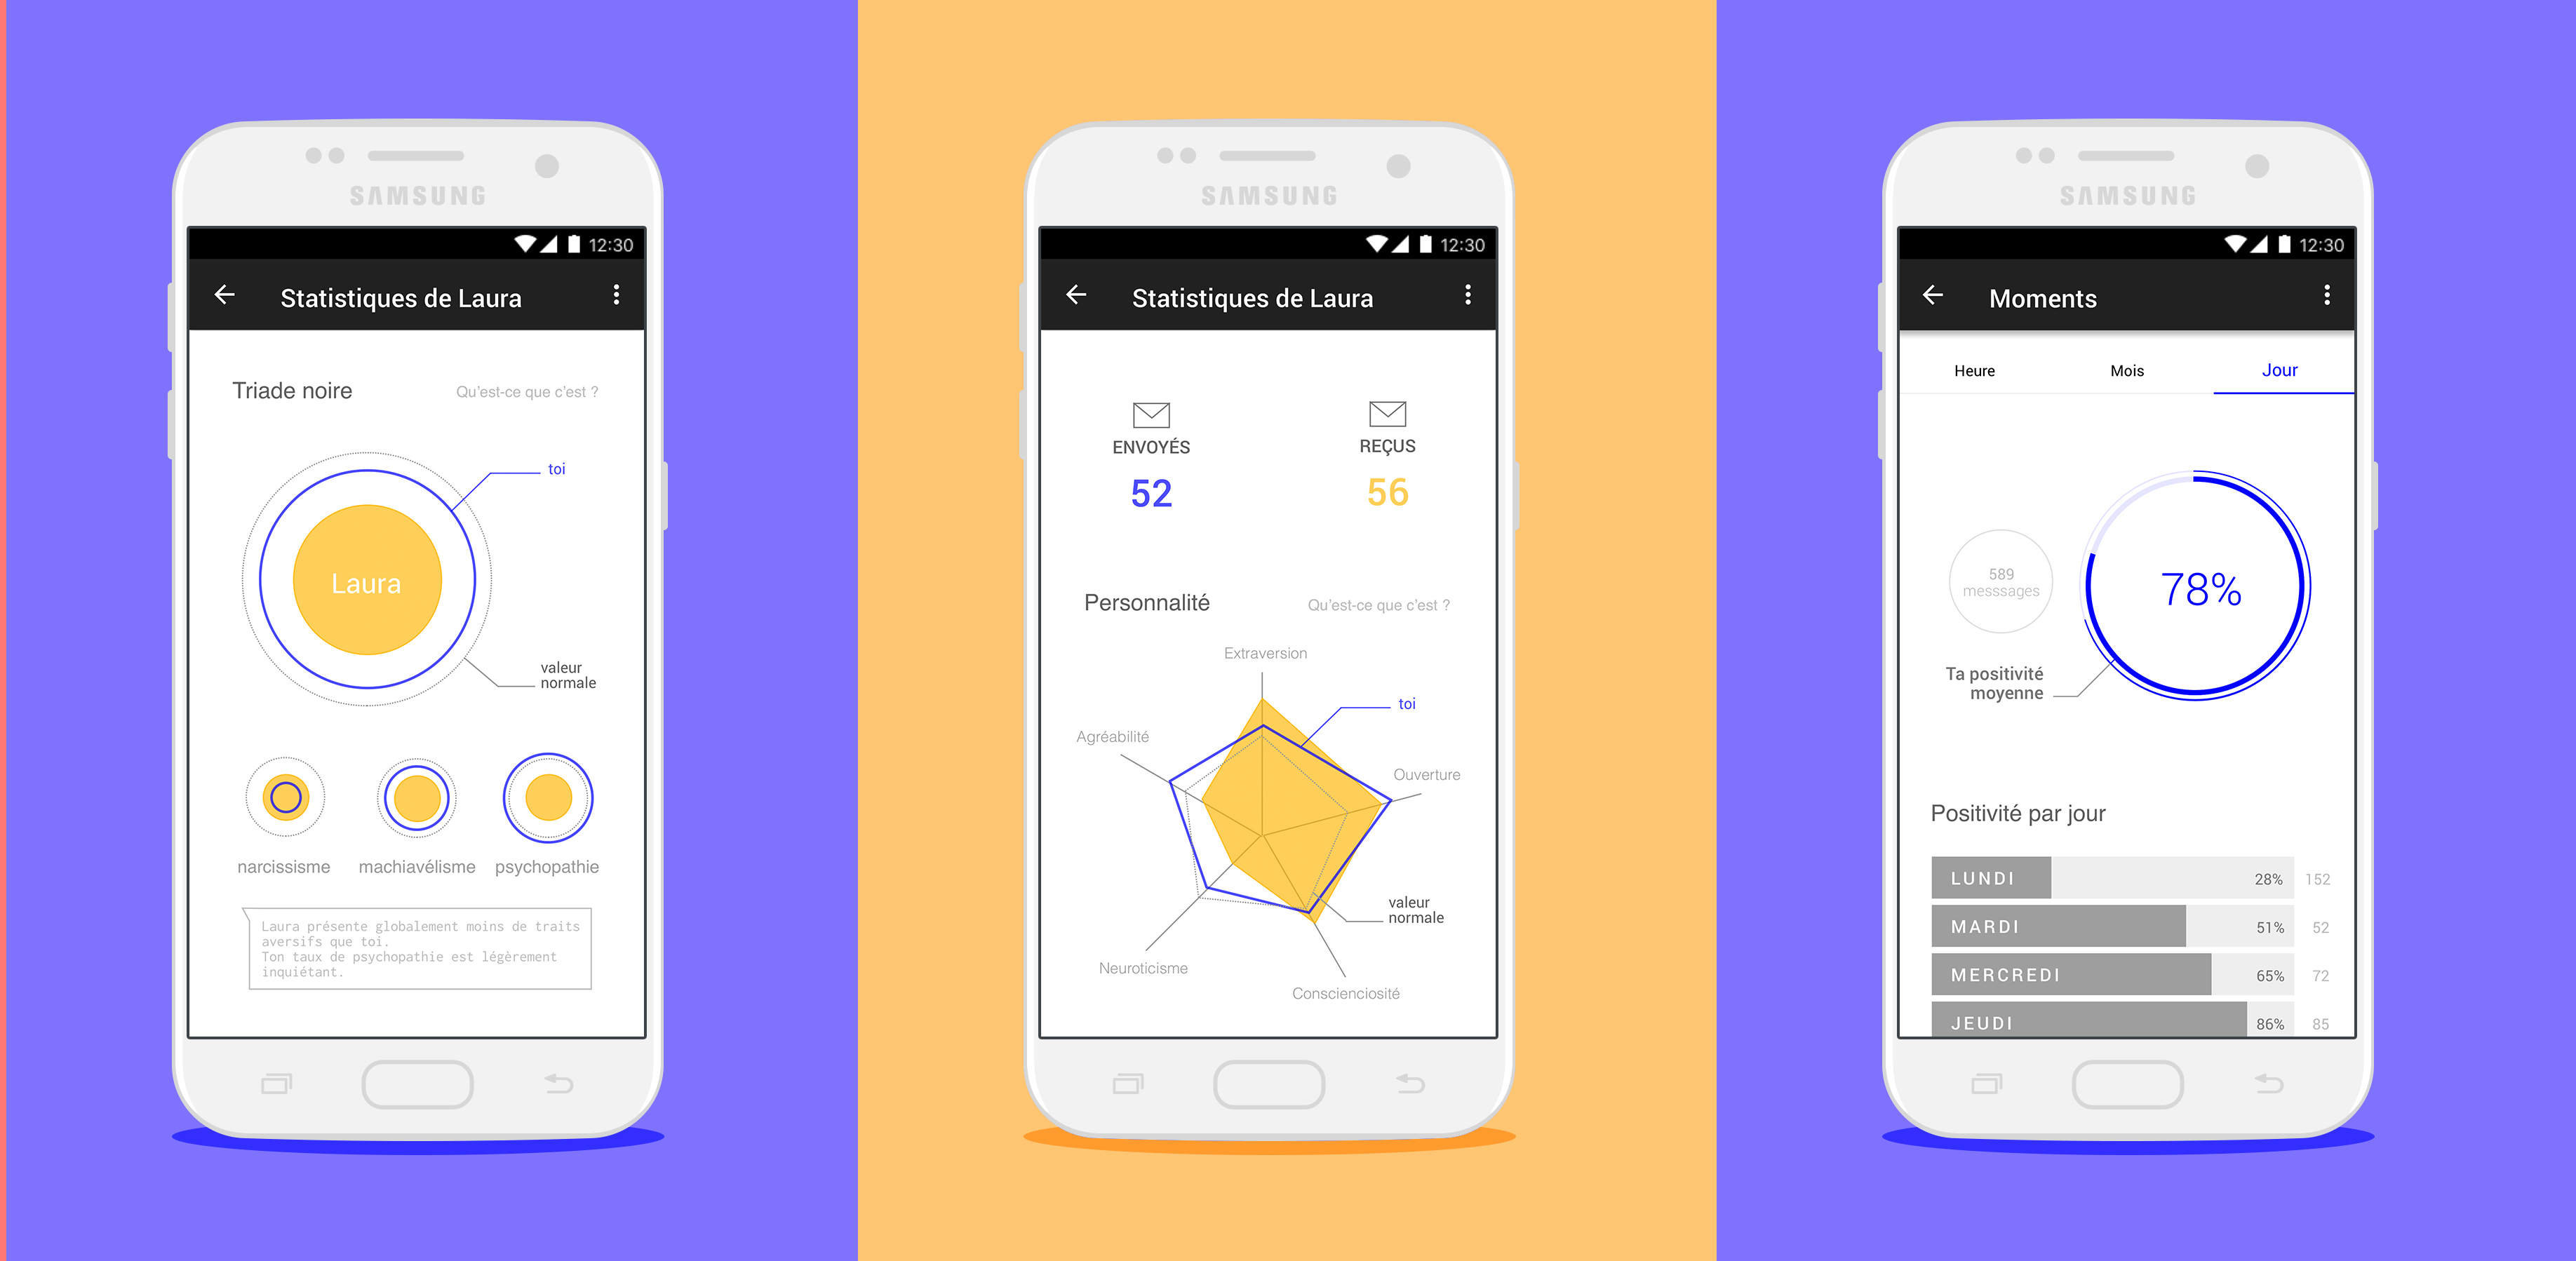 SAMSUNG
12:30
Statistiques de Laura
Triade noire
Qu'est-ce que c'est ?
toi
Laura
valeur
normale
narcissisme
machiavélisme
psychopathie
Laura présente globalement moins de traits
aversifs que toi.
Ton taux de psychopathie est légèrement
inquiétant.
SAMSUNG
12:30
Statistiques de Laura
ENVOYÉS
REÇUS
52
56
Personnalité
Qu'est-ce que c'est ?
Extraversion
toi
Agréabilité
Ouverture
valeur
normale
Neuroticisme
Conscienciosité
SAMSUNG
12:30
Moments
Heure
Mois
Jour
589
messsages
78%
Ta positivité
moyenne
Positivité par jour
LUNDI 28% 152
MARDI 51% 52
MERCREDI 65% 72
JEUDI 86% 85